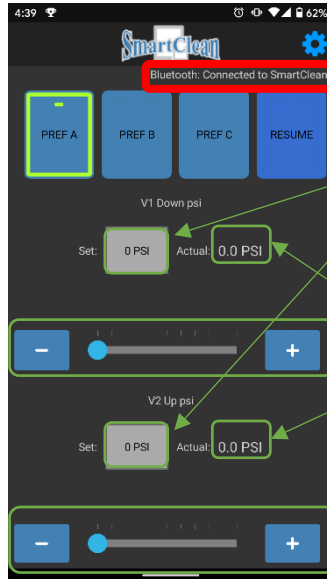 4:39 62%
SmartClean
Bluetooth: Connected to SmartClean
PREF A PREF B PREF C RESUME
V1 Down psi
Set: 0 PSI Actual: 0.0 PSI
- +
V2 Up psi
Set: 0 PSI Actual: 0.0 PSI
- +